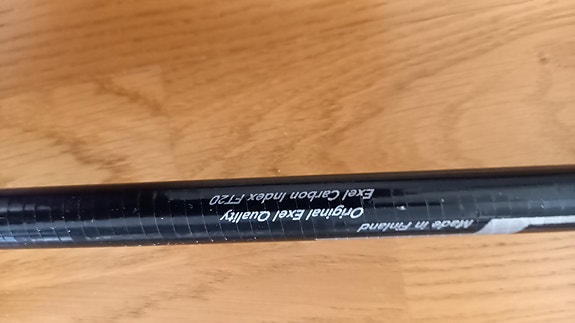 Made in Finland
Original Exel Quality
Exel Carbon Index FT20